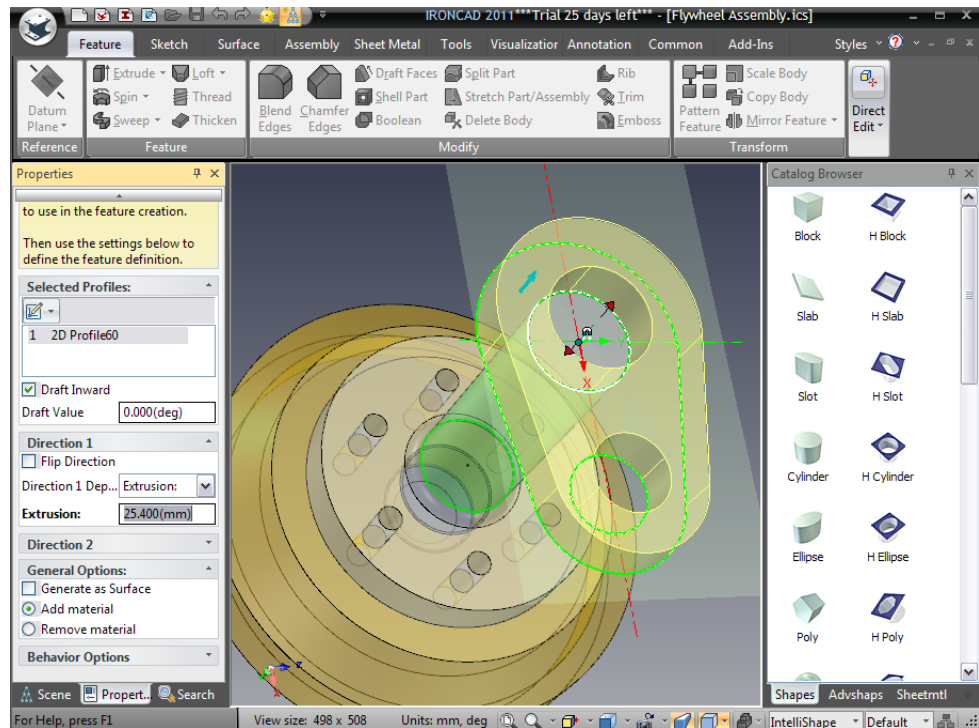 IRONCAD 2011***Trial 25 days left*** - [Flywheel Assembly.ics]
Feature Sketch Surface Assembly Sheet Metal Tools Visualization Annotation Common Add-Ins Styles
Extrude Loft Draft Faces Split Part Rib Scale Body
Spin Thread Shell Part Stretch Part/Assembly Trim Copy Body
Sweep Thicken Boolean Delete Body Emboss Mirror Feature
Datum Plane Blend Edges Chamfer Edges Pattern Feature Direct Edit
Reference Feature Modify Transform
Properties
to use in the feature creation.
Then use the settings below to
define the feature definition.
Selected Profiles:
1 2D Profile60
Draft Inward
Draft Value 0.000(deg)
Direction 1
Flip Direction
Direction 1 Dep... Extrusion:
Extrusion: 25.400(mm)
Direction 2
General Options:
Generate as Surface
Add material
Remove material
Behavior Options
Scene Propert... Search
X
Y
z
x
Catalog Browser
Block H Block
Slab H Slab
Slot H Slot
Cylinder H Cylinder
Ellipse H Ellipse
Poly H Poly
Shapes Advshaps Sheetmtl
For Help, press F1 View size: 498 x 508 Units: mm, deg IntelliShape Default